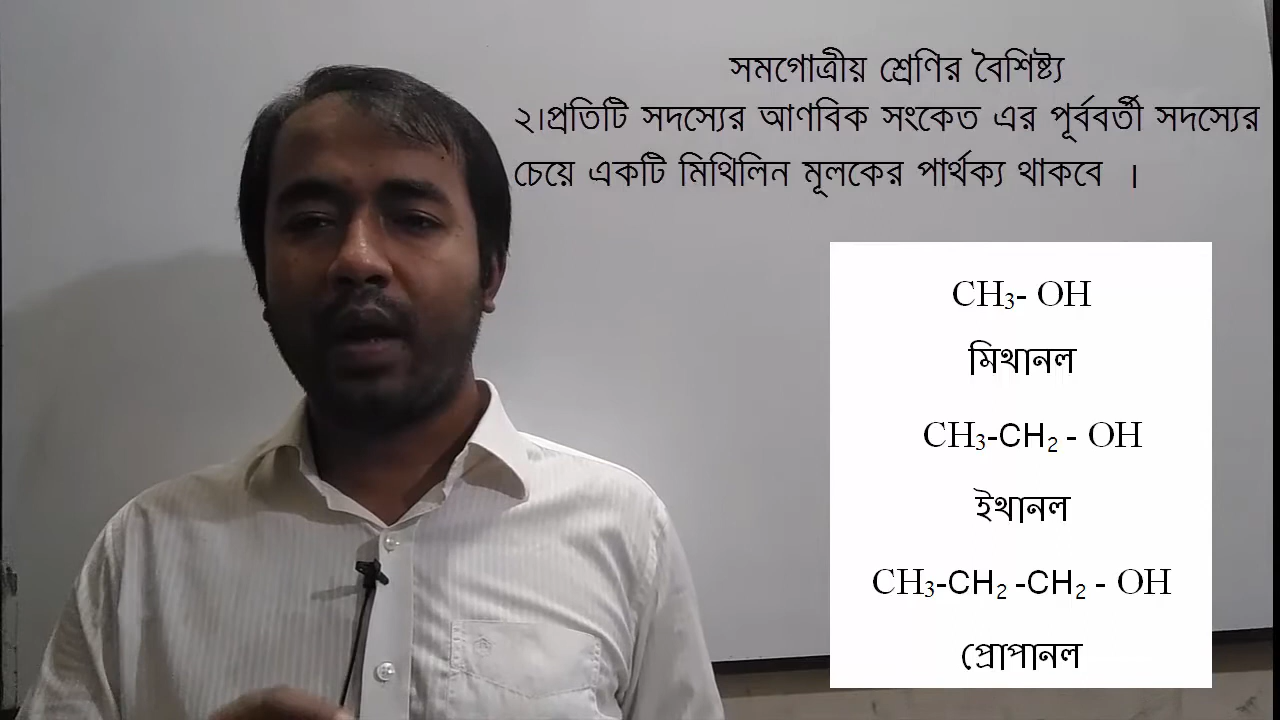 সমগোত্রীয় শ্রেণির বৈশিষ্ট্য
২।প্রতিটি সদস্যের আণবিক সংকেত এর পূর্ববর্তী সদস্যের
চেয়ে একটি মিথিলিন মূলকের পার্থক্য থাকবে ।
CH₃- OH
মিথানল
CH₃-CH₂ - OH
ইথানল
CH₃-CH₂ -CH₂ - OH
প্রোপানল